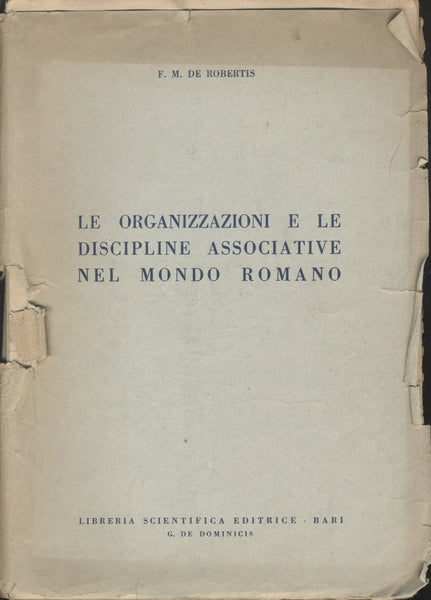 F. M. DE ROBERTIS
LE ORGANIZZAZIONI E LE
DISCIPLINE ASSOCIATIVE
NEL MONDO ROMANO
LIBRERIA SCIENTIFICA EDITRICE - BARI
G. DE DOMINICIS